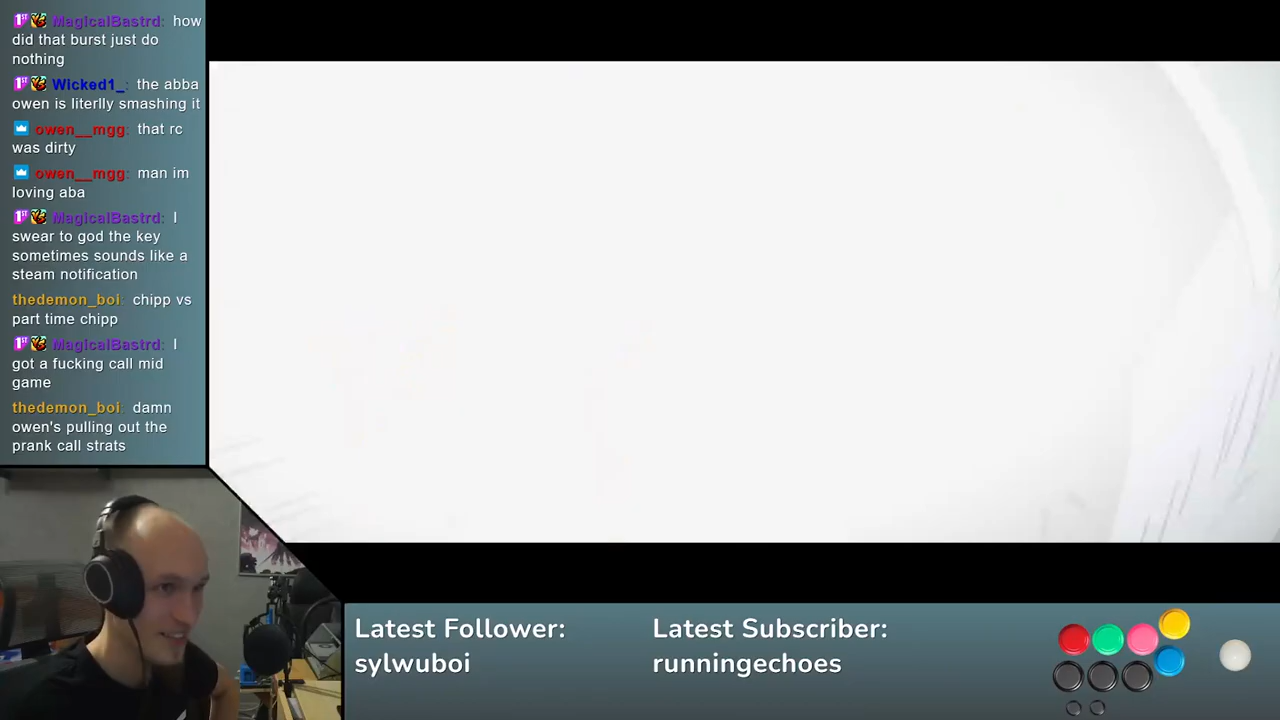 MagicalBastrd: how
did that burst just do
nothing
Wicked1_: the abba
owen is literlly smashing it
owen__mgg: that rc
was dirty
owen__mgg: man im
loving aba
MagicalBastrd: I
swear to god the key
sometimes sounds like a
steam notification
thedemon_boi: chipp vs
part time chipp
MagicalBastrd: I
got a fucking call mid
game
thedemon_boi: damn
owen's pulling out the
prank call strats
Latest Follower:
sylwuboi
Latest Subscriber:
runningechoes